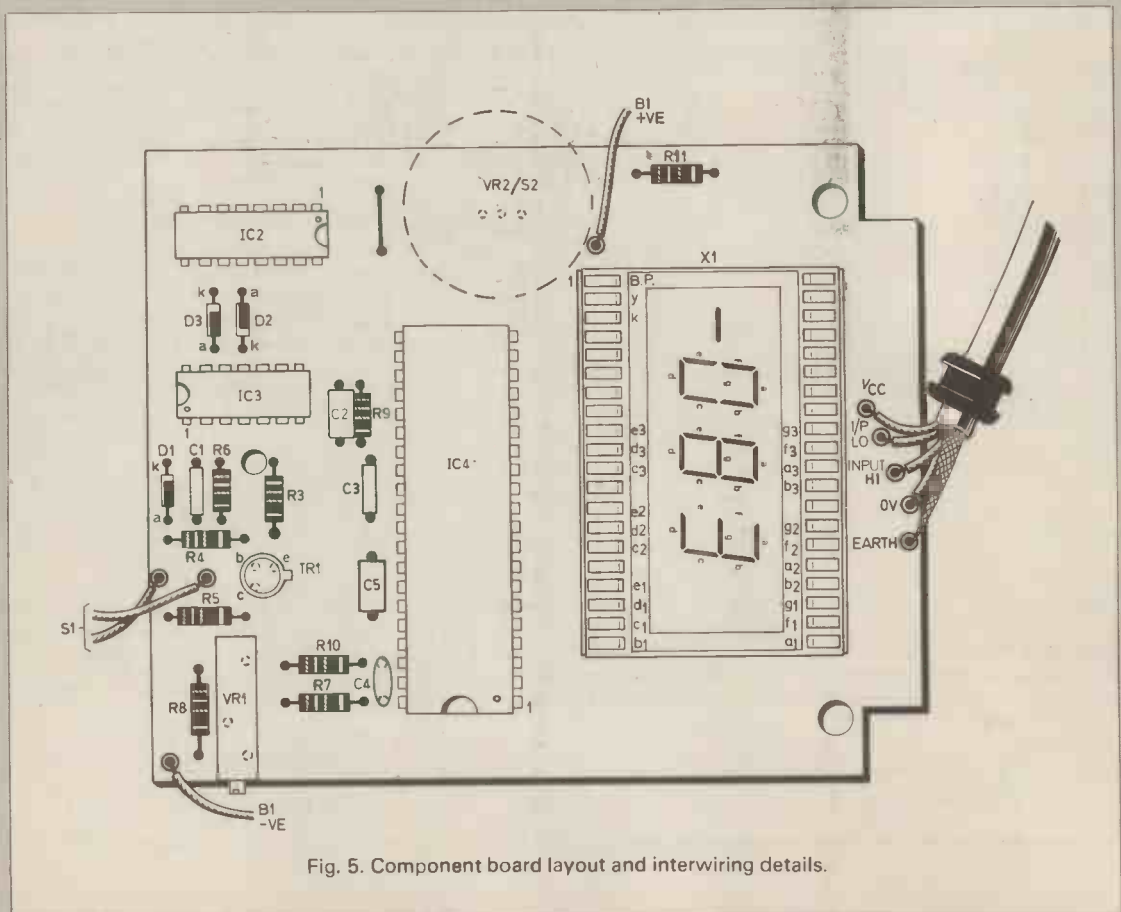 B1
+VE
R11
VR2/S2
1
IC2
X1
1 B.P.
y
k
k a
D3 D2
a k
IC3
1
C2 R9
VCC
I/P
LO
INPUT
HI
0V
EARTH
e3 g3
d3 f3
c3 a3
b3
e2
d2 g2
c2 f2
a2
e1 b2
d1 g1
c1 f1
b1 a1
IC4
1
D1 C1 R6
k
a
R3
C3
R4
b e
c
TR1
C5
S1
R5
R10
R7
C4
R8
VR1
B1
-VE
Fig. 5. Component board layout and interwiring details.